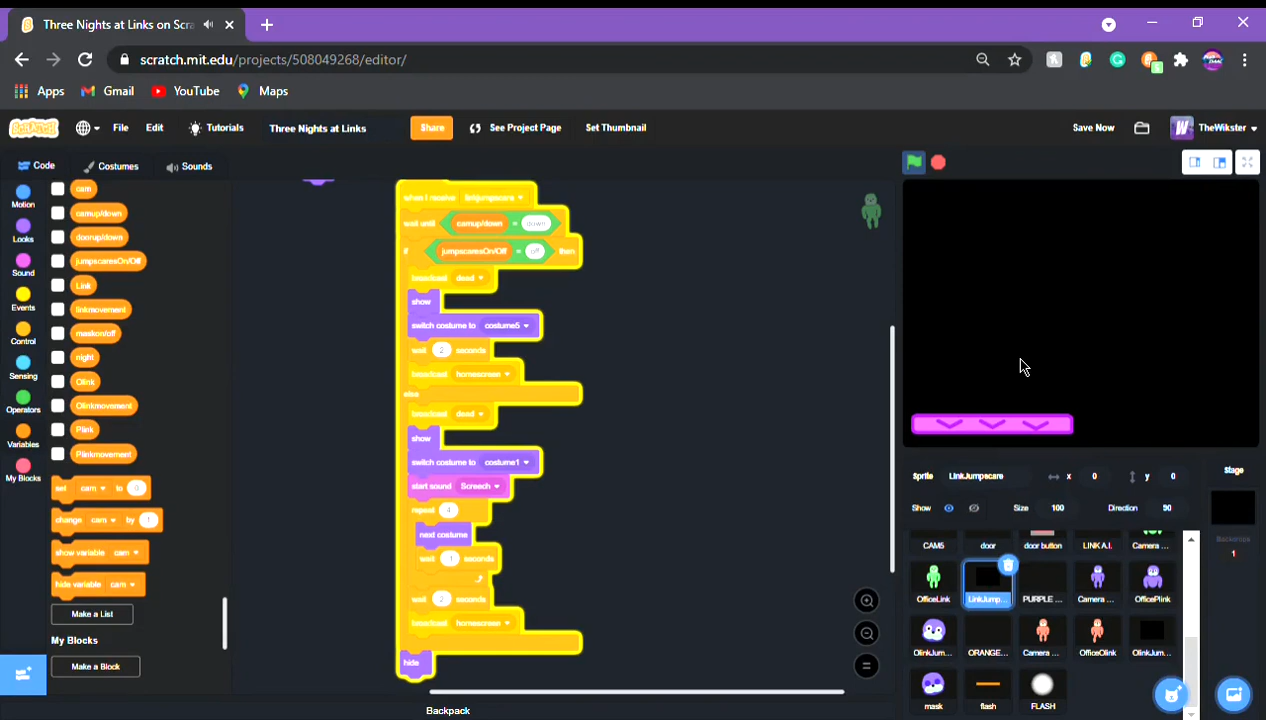 Three Nights at Links on Scra
scratch.mit.edu/projects/508049268/editor/
Apps Gmail YouTube Maps
SCRATCH File Edit Tutorials Three Nights at Links Share See Project Page Set Thumbnail Save Now TheWikster
Code Costumes Sounds
Motion
Looks
Sound
Events
Control
Sensing
Operators
Variables
My Blocks
cam
camup/down
doorup/down
jumpscaresOn/Off
Link
linkmovement
maskon/off
night
Olink
Olinkmovement
Plink
Plinkmovement
set cam to 0
change cam by 1
show variable cam
hide variable cam
Make a List
My Blocks
Make a Block
when I receive linkjumpscare
wait until camup/down = down
if jumpscaresOn/Off = off then
broadcast dead
show
switch costume to costume5
wait 2 seconds
broadcast homescreen
else
broadcast dead
show
switch costume to costume1
start sound Screech
repeat 4
next costume
wait .1 seconds
wait 2 seconds
broadcast homescreen
hide
Backpack
Sprite LinkJumpscare x 0 y 0
Show Size 100 Direction 90
Stage
Backdrops
1
CAM5 door door button LINK A.I. Camera ...
OfficeLink LinkJump... PURPLE ... Camera ... OfficePlink
OlinkJum... ORANGE... Camera ... OfficeOlink OlinkJum...
mask flash FLASH